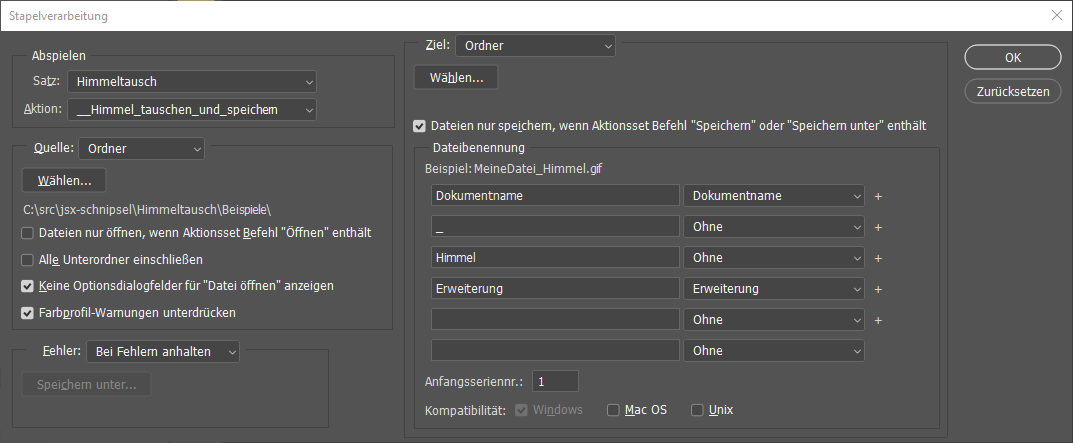 Stapelverarbeitung
Abspielen
Satz: Himmeltausch
Aktion: __Himmel_tauschen_und_speichern
Quelle: Ordner
Wählen...
C:\src\jsx-schnipsel\Himmeltausch\Beispiele\
Dateien nur öffnen, wenn Aktionsset Befehl "Öffnen" enthält
Alle Unterordner einschließen
Keine Optionsdialogfelder für "Datei öffnen" anzeigen
Farbprofil-Warnungen unterdrücken
Fehler: Bei Fehlern anhalten
Speichern unter...
Ziel: Ordner
Wählen...
Dateien nur speichern, wenn Aktionsset Befehl "Speichern" oder "Speichern unter" enthält
Dateibenennung
Beispiel: MeineDatei_Himmel.gif
Dokumentname Dokumentname +
_ Ohne +
Himmel Ohne +
Erweiterung Erweiterung +
Ohne +
Ohne
Anfangsseriennr.: 1
Kompatibilität: Windows Mac OS Unix
OK
Zurücksetzen